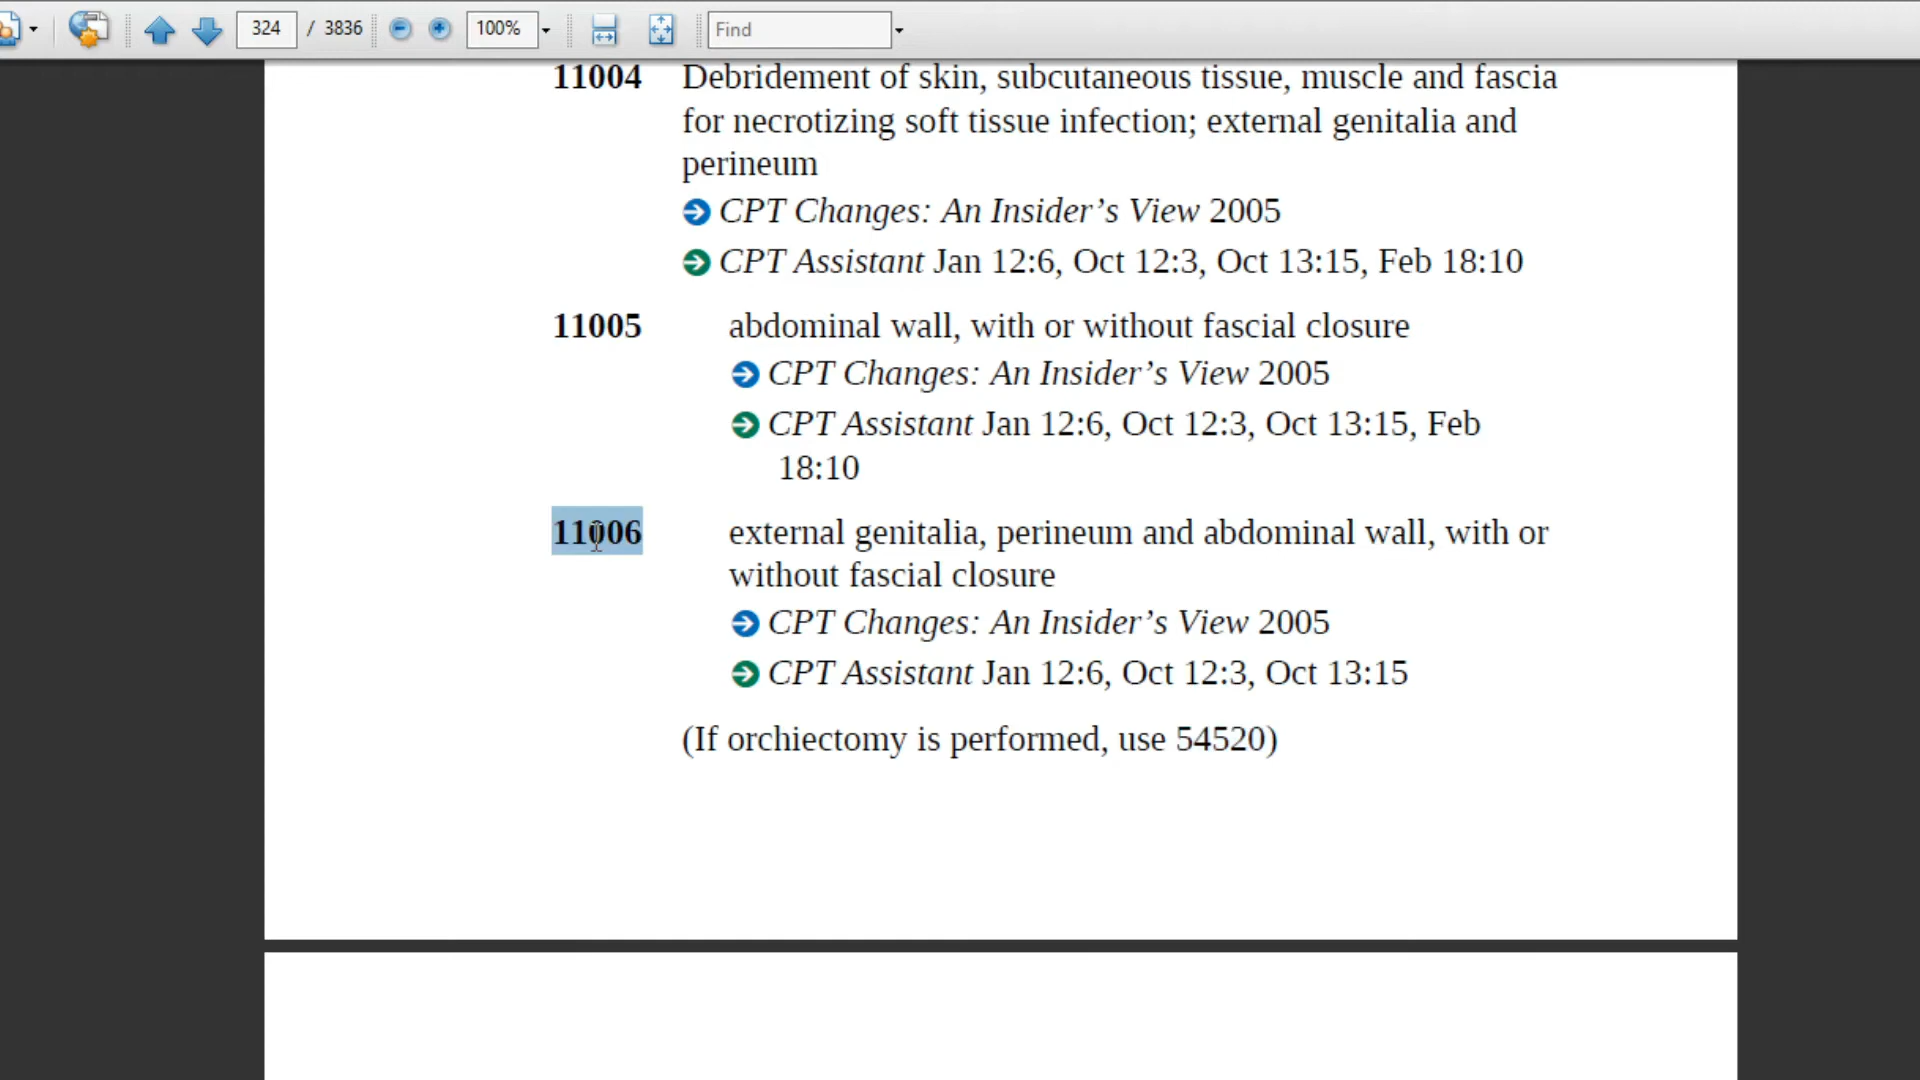 324 / 3836 100% Find
11004 Debridement of skin, subcutaneous tissue, muscle and fascia
for necrotizing soft tissue infection; external genitalia and
perineum
CPT Changes: An Insider’s View 2005
CPT Assistant Jan 12:6, Oct 12:3, Oct 13:15, Feb 18:10
11005 abdominal wall, with or without fascial closure
CPT Changes: An Insider’s View 2005
CPT Assistant Jan 12:6, Oct 12:3, Oct 13:15, Feb
18:10
11006 external genitalia, perineum and abdominal wall, with or
without fascial closure
CPT Changes: An Insider’s View 2005
CPT Assistant Jan 12:6, Oct 12:3, Oct 13:15
(If orchiectomy is performed, use 54520)